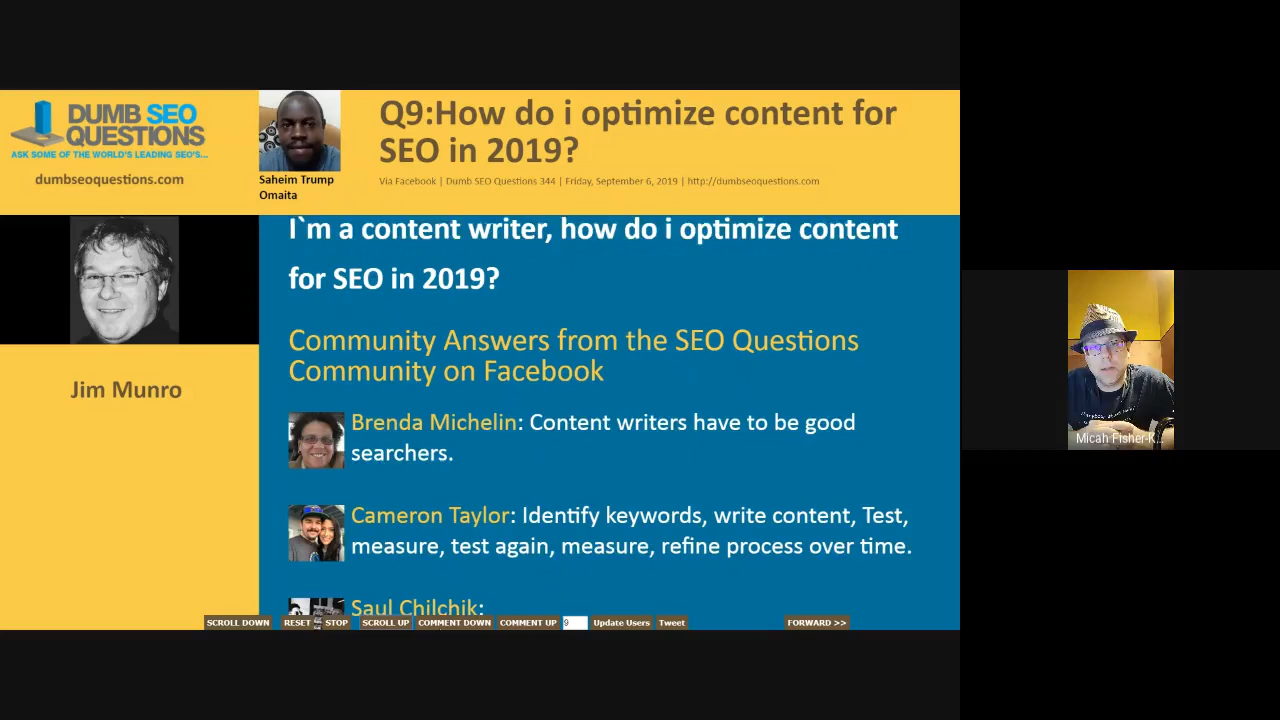 DUMB SEO
QUESTIONS
ASK SOME OF THE WORLD'S LEADING SEO'S...
dumbseoquestions.com
Saheim Trump
Omaita
Q9:How do i optimize content for
SEO in 2019?
Via Facebook | Dumb SEO Questions 344 | Friday, September 6, 2019 | http://dumbseoquestions.com
Jim Munro
I`m a content writer, how do i optimize content
for SEO in 2019?
Community Answers from the SEO Questions
Community on Facebook
Brenda Michelin: Content writers have to be good
searchers.
Cameron Taylor: Identify keywords, write content, Test,
measure, test again, measure, refine process over time.
Saul Chilchik:
SCROLL DOWN RESET STOP SCROLL UP COMMENT DOWN COMMENT UP 9 Update Users Tweet FORWARD >>
Micah Fisher-K...